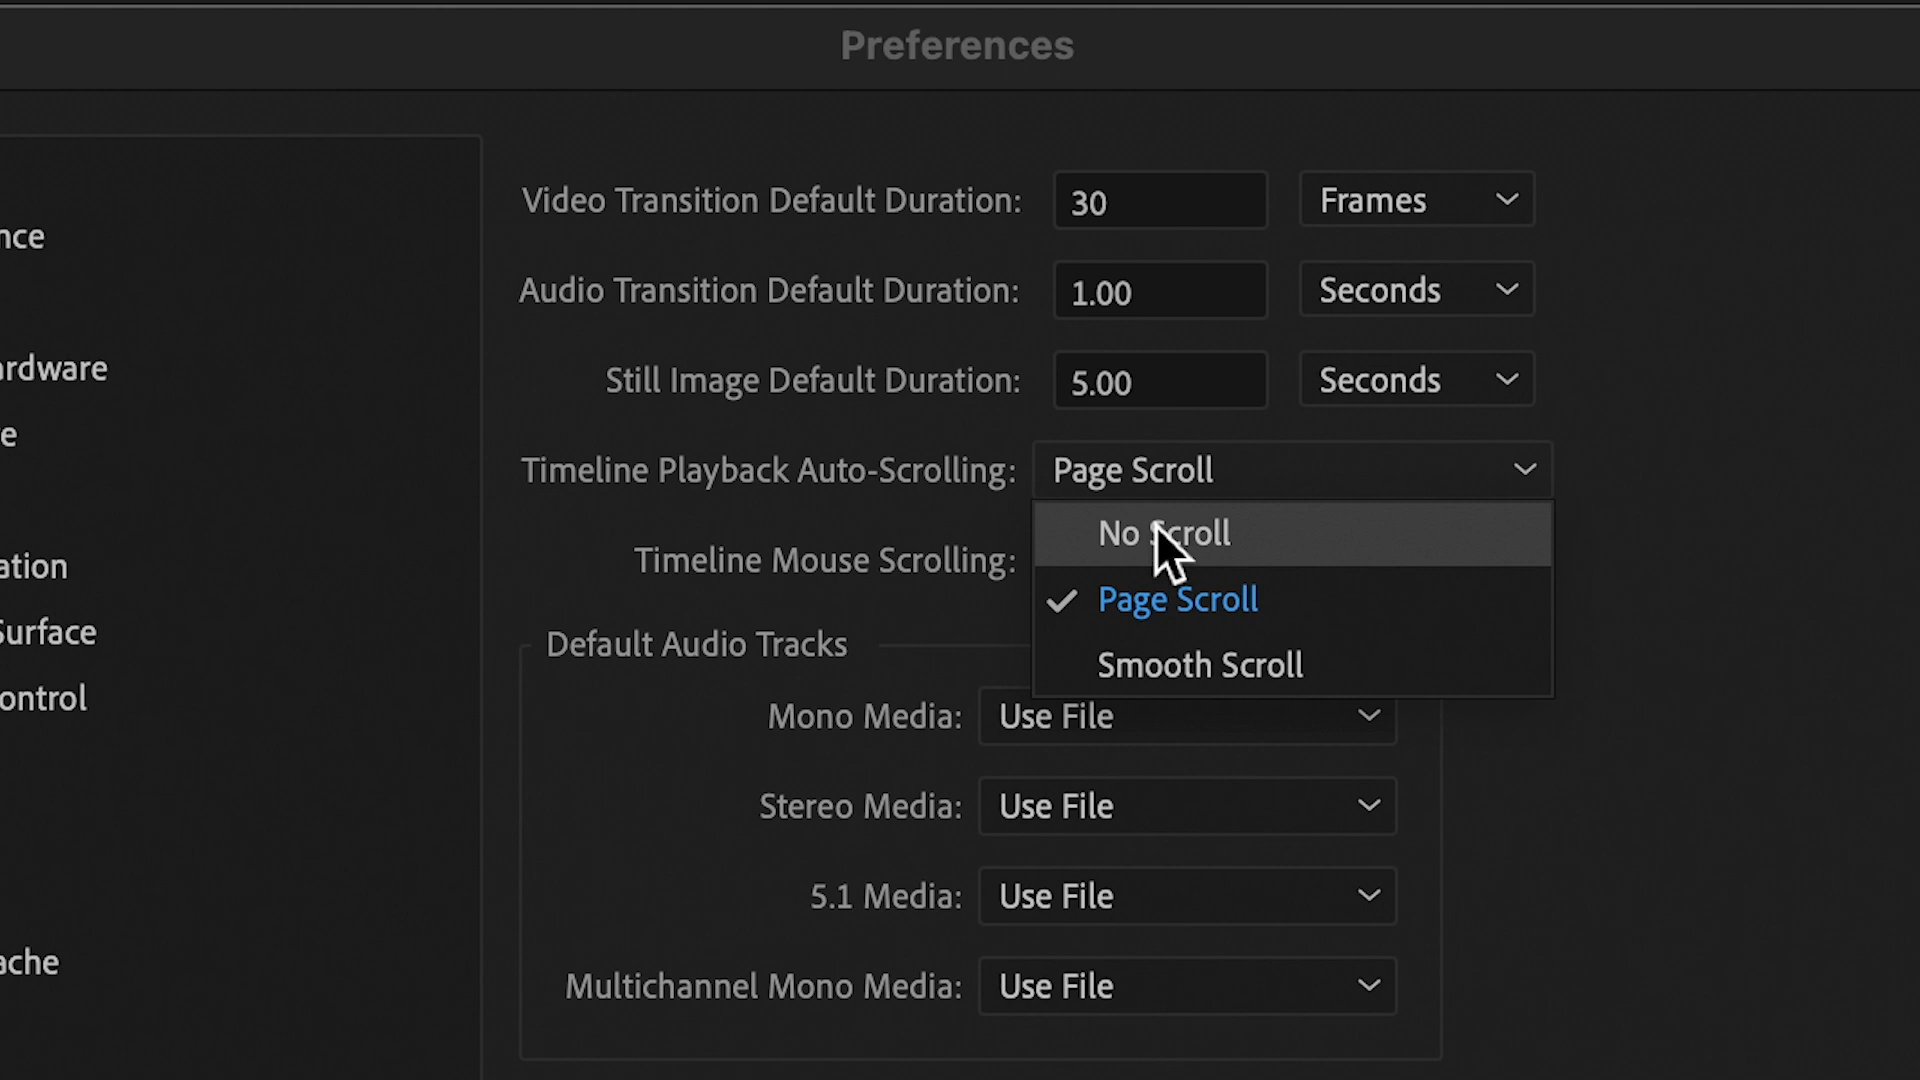 Preferences
nce
ardware
e
ation
Surface
ontrol
ache
Video Transition Default Duration: 30 Frames
Audio Transition Default Duration: 1.00 Seconds
Still Image Default Duration: 5.00 Seconds
Timeline Playback Auto-Scrolling: Page Scroll
No Scroll
Page Scroll
Smooth Scroll
Timeline Mouse Scrolling:
Default Audio Tracks
Mono Media: Use File
Stereo Media: Use File
5.1 Media: Use File
Multichannel Mono Media: Use File